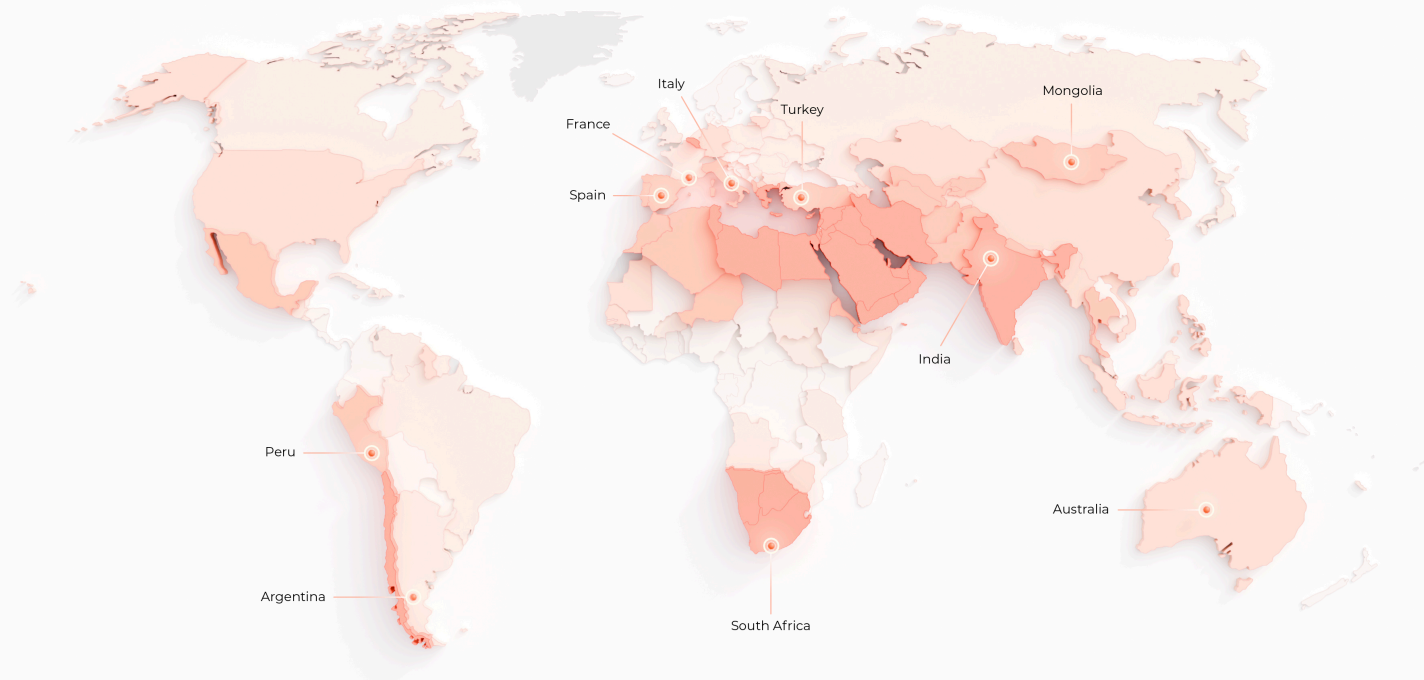 Italy
Mongolia
Turkey
France
Spain
India
Peru
Australia
Argentina
South Africa